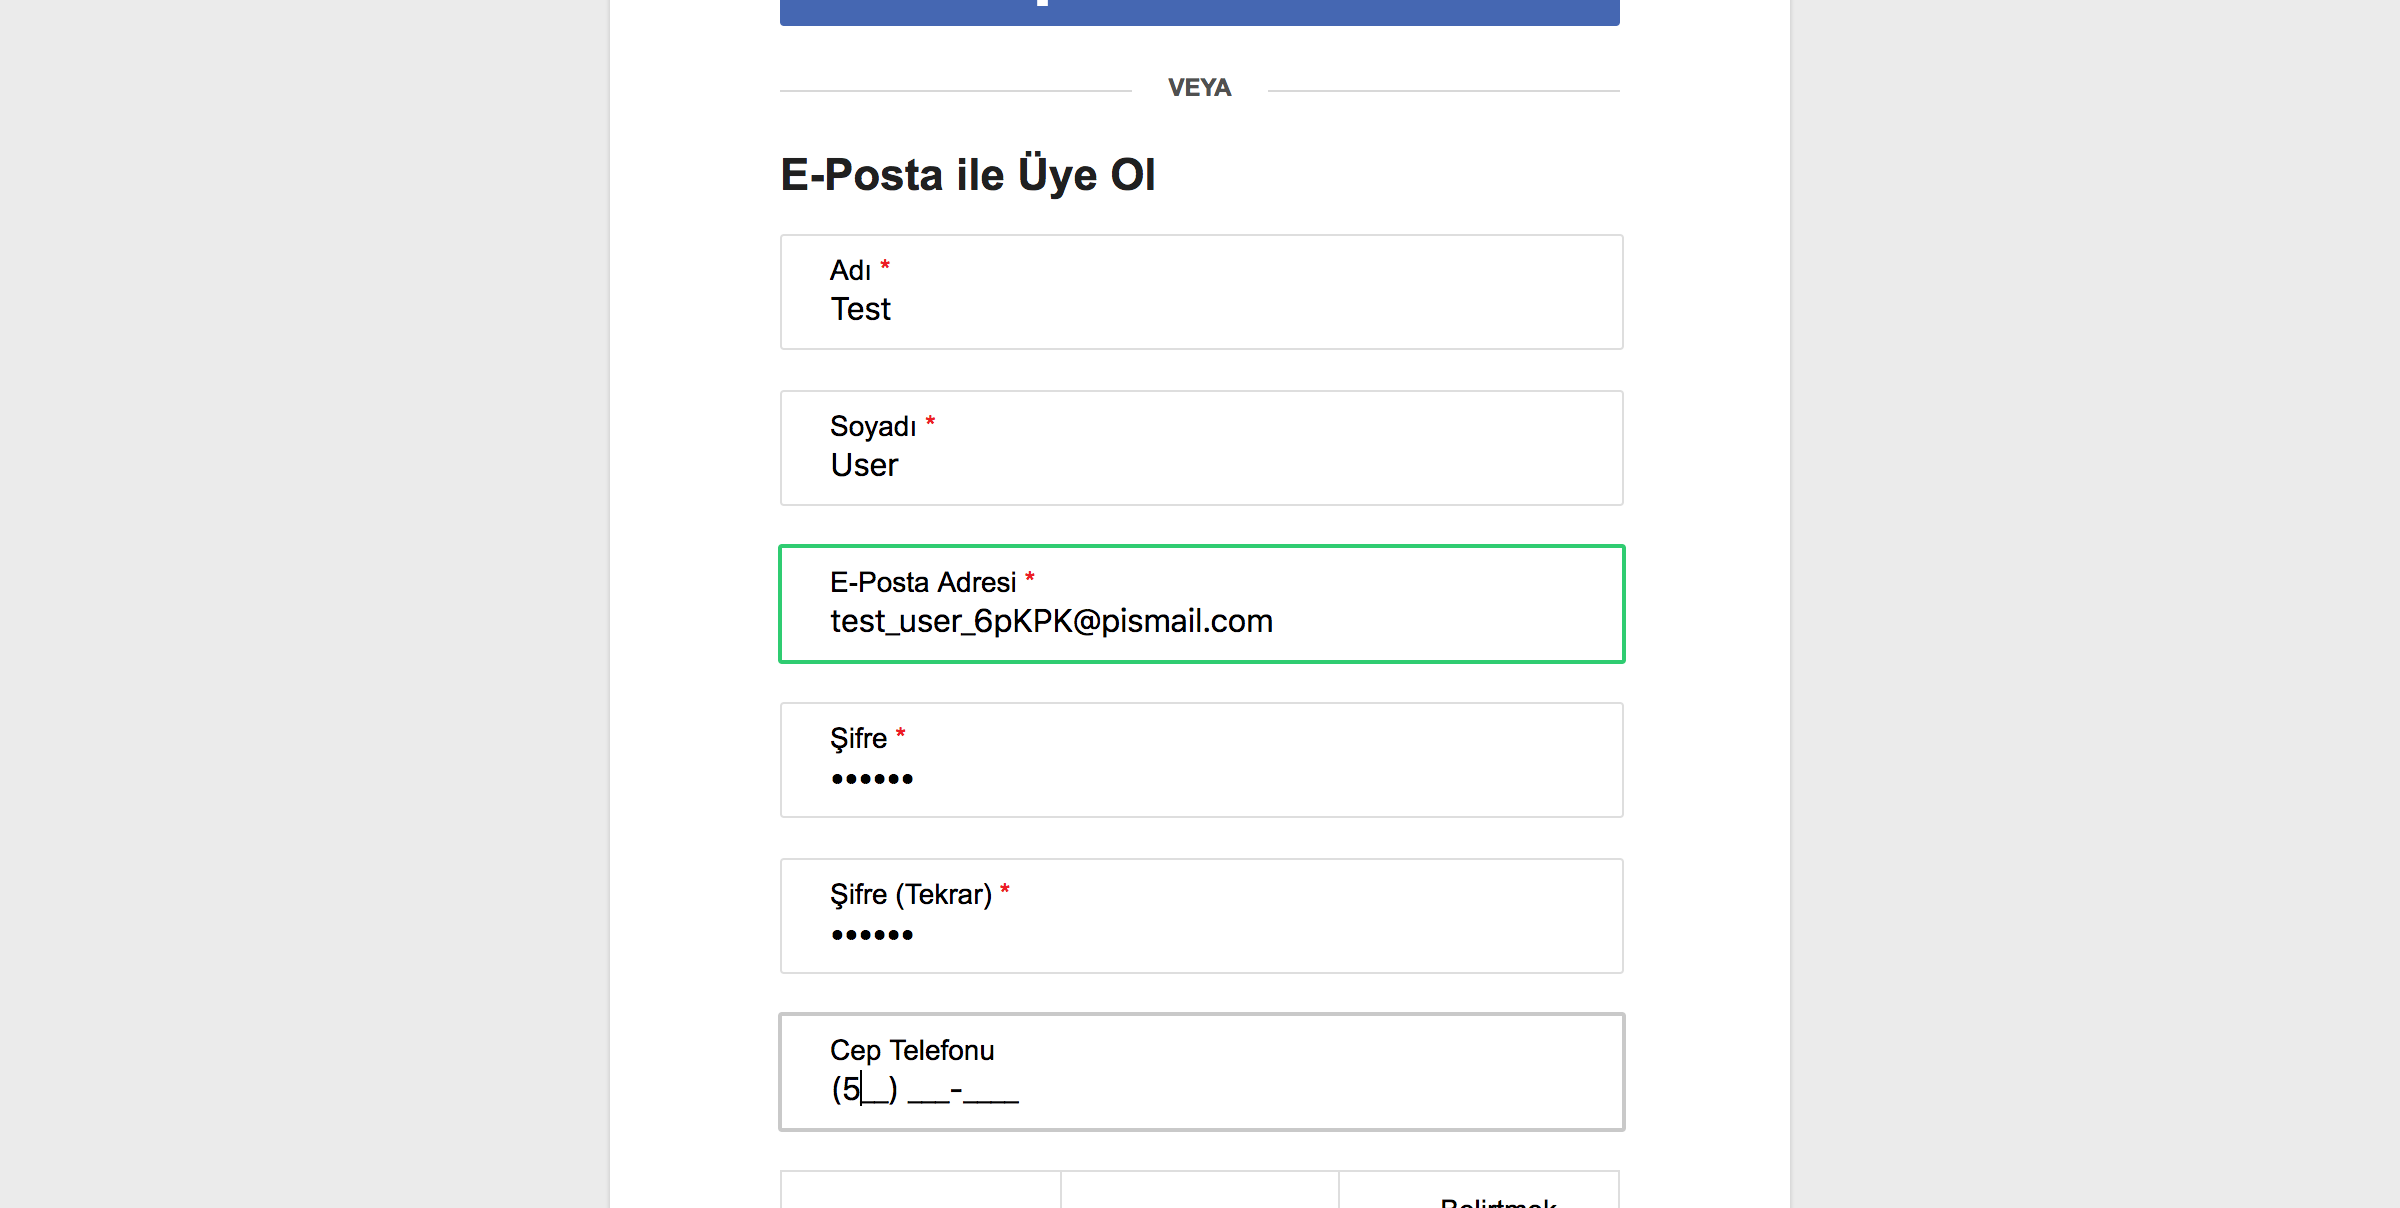 VEYA
E-Posta ile Üye Ol
Adı *
Test
Soyadı *
User
E-Posta Adresi *
test_user_6pKPK@pismail.com
Şifre *
••••••
Şifre (Tekrar) *
••••••
Cep Telefonu
(5__) ___-____
Belirtmek